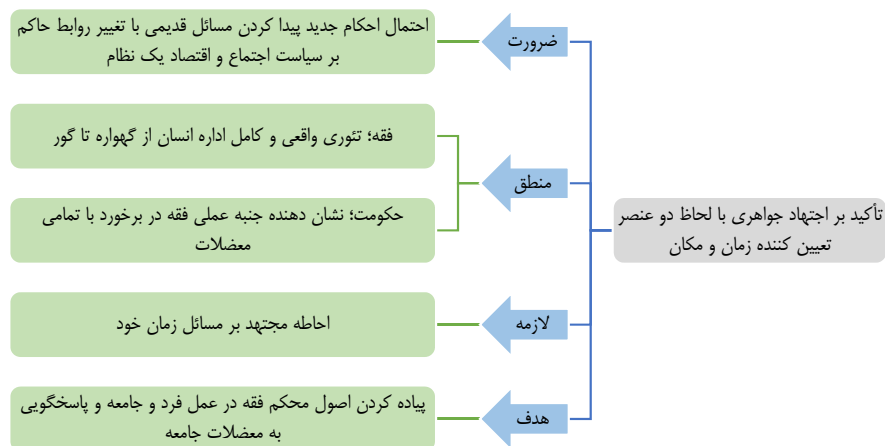 تأکید بر اجتهاد جواهری با لحاظ دو عنصر
تعیین کننده زمان و مکان
ضرورت
احتمال احکام جدید پیدا کردن مسائل قدیمی با تغییر روابط حاکم
بر سیاست اجتماع و اقتصاد یک نظام
منطق
فقه؛ تئوری واقعی و کامل اداره انسان از گهواره تا گور
حکومت؛ نشان دهنده جنبه عملی فقه در برخورد با تمامی
معضلات
لازمه
احاطه مجتهد بر مسائل زمان خود
هدف
پیاده کردن اصول محکم فقه در عمل فرد و جامعه و پاسخگویی
به معضلات جامعه